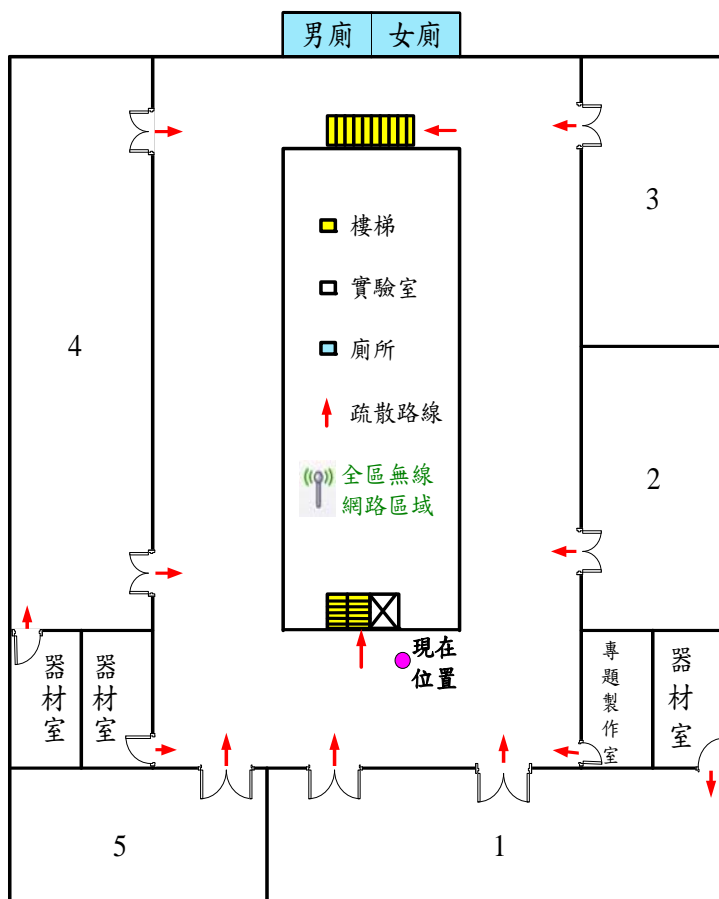 男廁 女廁
3
樓梯
實驗室
4
廁所
疏散路線
全區無線
網路區域
2
現在
位置
器材室
器材室
專題製作室
器材室
5
1